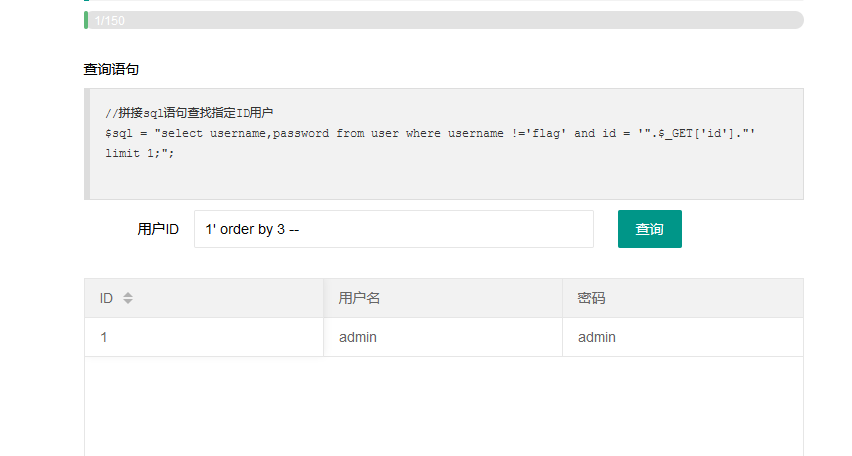 1/150
查询语句
//拼接sql语句查找指定ID用户
$sql = "select username,password from user where username !='flag' and id = '".$_GET['id']."'
limit 1;";
用户ID 1' order by 3 -- 查询
ID 用户名 密码
1 admin admin